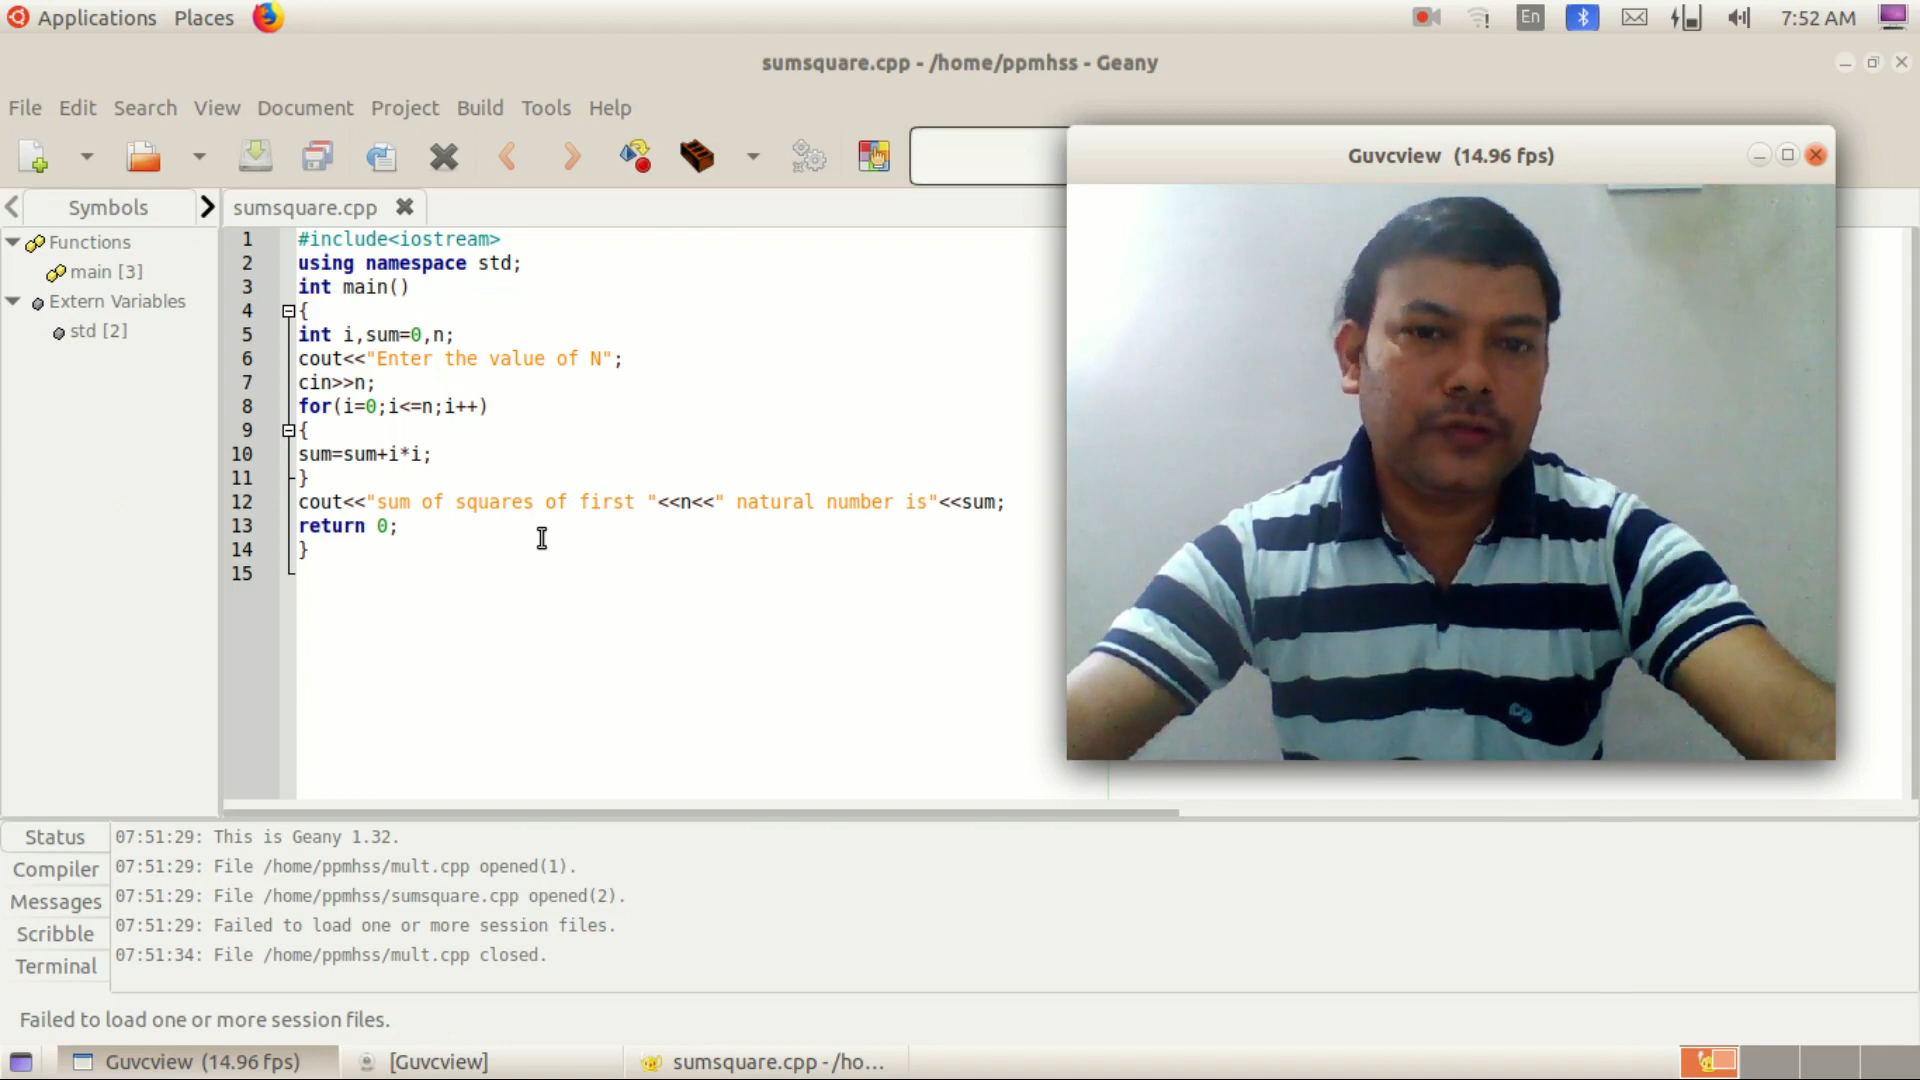 Applications Places En 7:52 AM
sumsquare.cpp - /home/ppmhss - Geany
File Edit Search View Document Project Build Tools Help
Guvcview (14.96 fps)
Symbols
sumsquare.cpp
Functions
main [3]
Extern Variables
std [2]
1 #include<iostream>
2 using namespace std;
3 int main()
4 {
5 int i,sum=0,n;
6 cout<<"Enter the value of N";
7 cin>>n;
8 for(i=0;i<=n;i++)
9 {
10 sum=sum+i*i;
11 }
12 cout<<"sum of squares of first "<<n<<" natural number is"<<sum;
13 return 0;
14 }
15
Status
Compiler
Messages
Scribble
Terminal
07:51:29: This is Geany 1.32.
07:51:29: File /home/ppmhss/mult.cpp opened(1).
07:51:29: File /home/ppmhss/sumsquare.cpp opened(2).
07:51:29: Failed to load one or more session files.
07:51:34: File /home/ppmhss/mult.cpp closed.
Failed to load one or more session files.
Guvcview (14.96 fps) [Guvcview] sumsquare.cpp - /ho...